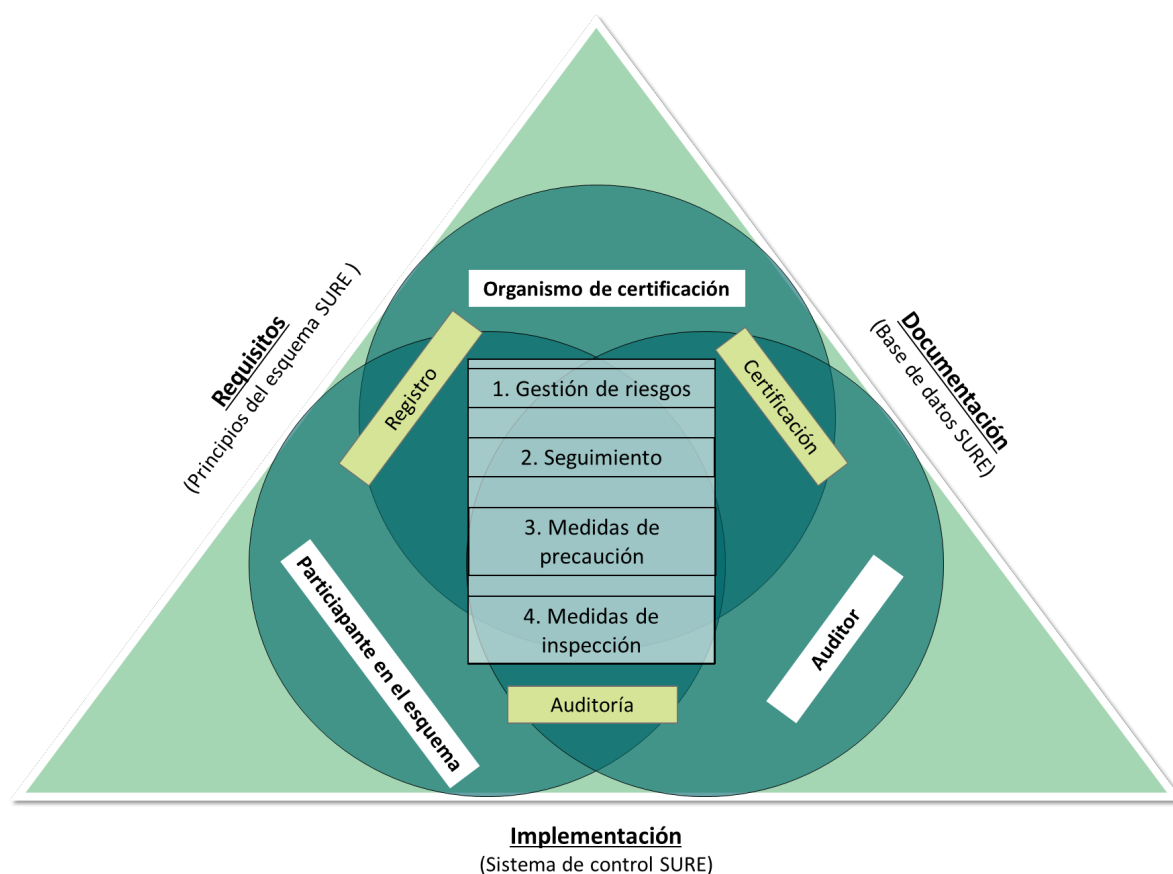 Organismo de certificación
Requisitos
(Principios del esquema SURE )
Documentación
(Base de datos SURE)
Registro
Certificación
1. Gestión de riesgos
2. Seguimiento
3. Medidas de
precaución
4. Medidas de
inspección
Particiapante en el esquema
Auditor
Auditoría
Implementación
(Sistema de control SURE)